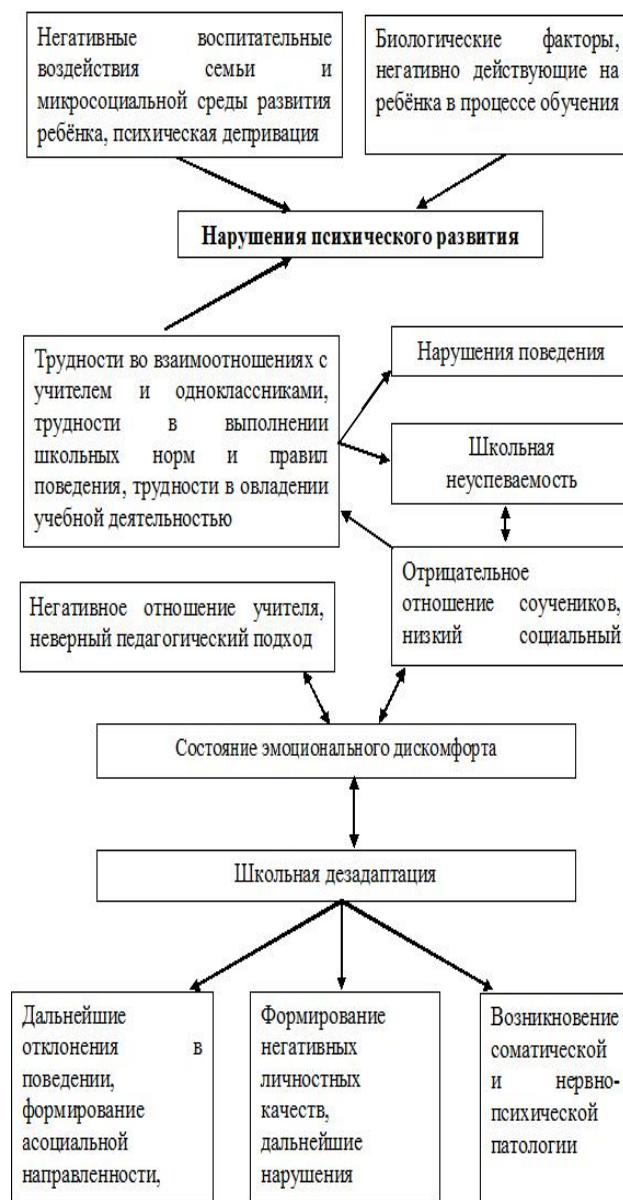 Негативные воспитательные
воздействия семьи и
микросоциальной среды развития
ребёнка, психическая депривация
Биологические факторы,
негативно действующие на
ребёнка в процессе обучения
Нарушения психического развития
Трудности во взаимоотношениях с
учителем и одноклассниками,
трудности в выполнении
школьных норм и правил
поведения, трудности в овладении
учебной деятельностью
Нарушения поведения
Школьная
неуспеваемость
Негативное отношение учителя,
неверный педагогический подход
Отрицательное
отношение соучеников,
низкий социальный
Состояние эмоционального дискомфорта
Школьная дезадаптация
Дальнейшие
отклонения в
поведении,
формирование
асоциальной
направленности,
Формирование
негативных
личностных
качеств,
дальнейшие
нарушения
Возникновение
соматической
и нервно-
психической
патологии